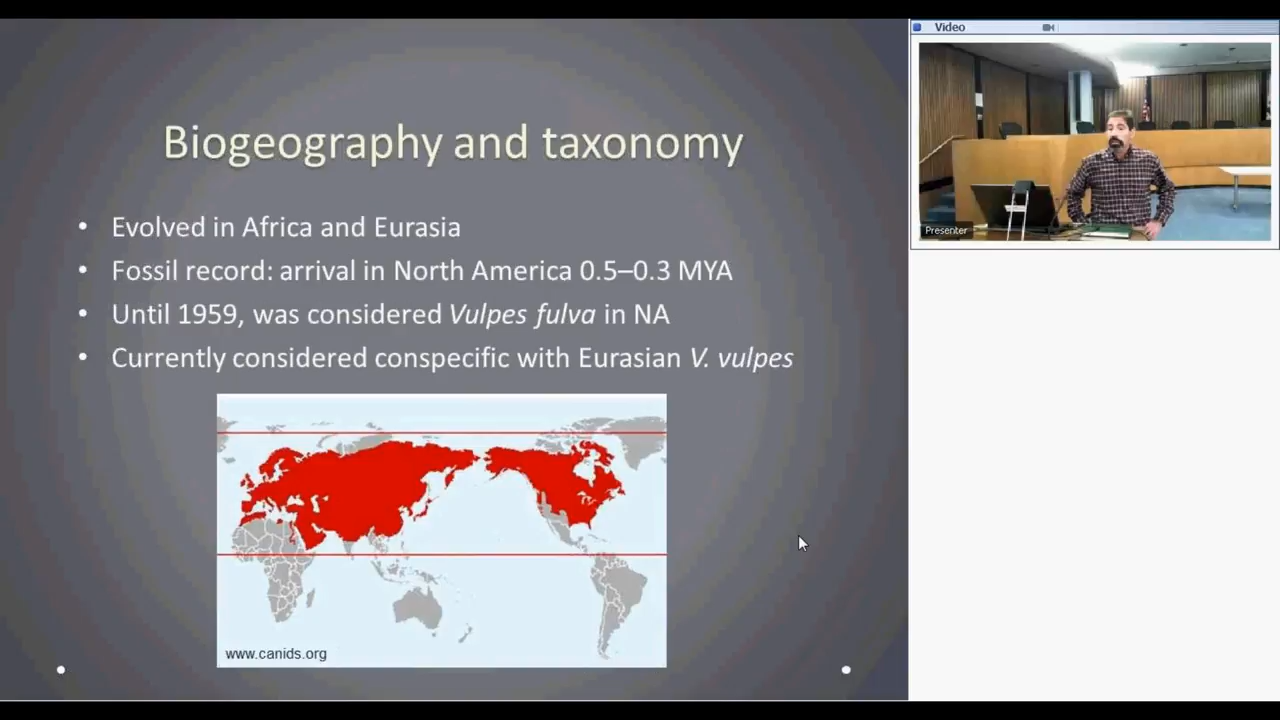 Biogeography and taxonomy
• Evolved in Africa and Eurasia
• Fossil record: arrival in North America 0.5–0.3 MYA
• Until 1959, was considered Vulpes fulva in NA
• Currently considered conspecific with Eurasian V. vulpes
www.canids.org
Video
Presenter